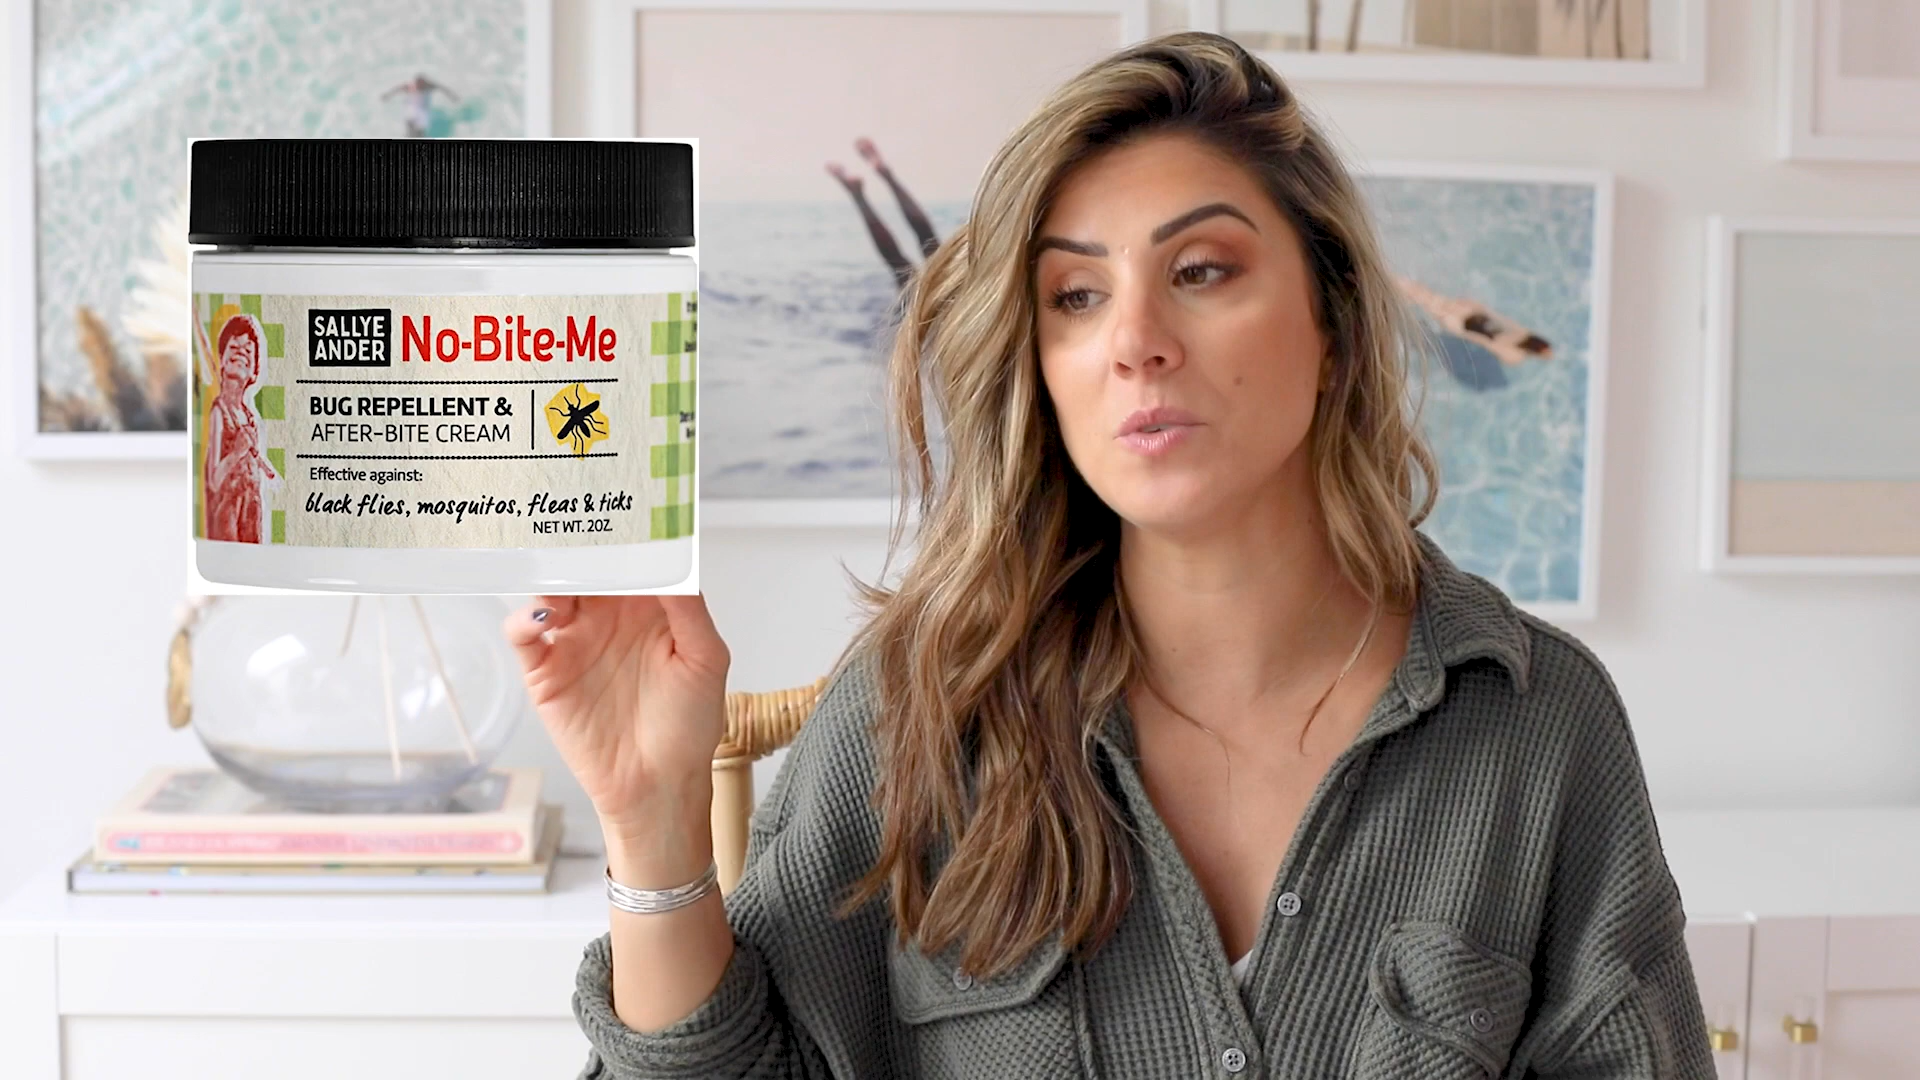 SALLYE
ANDER
No-Bite-Me
BUG REPELLENT &
AFTER-BITE CREAM
Effective against:
black flies, mosquitos, fleas & ticks
NET WT. 2OZ.